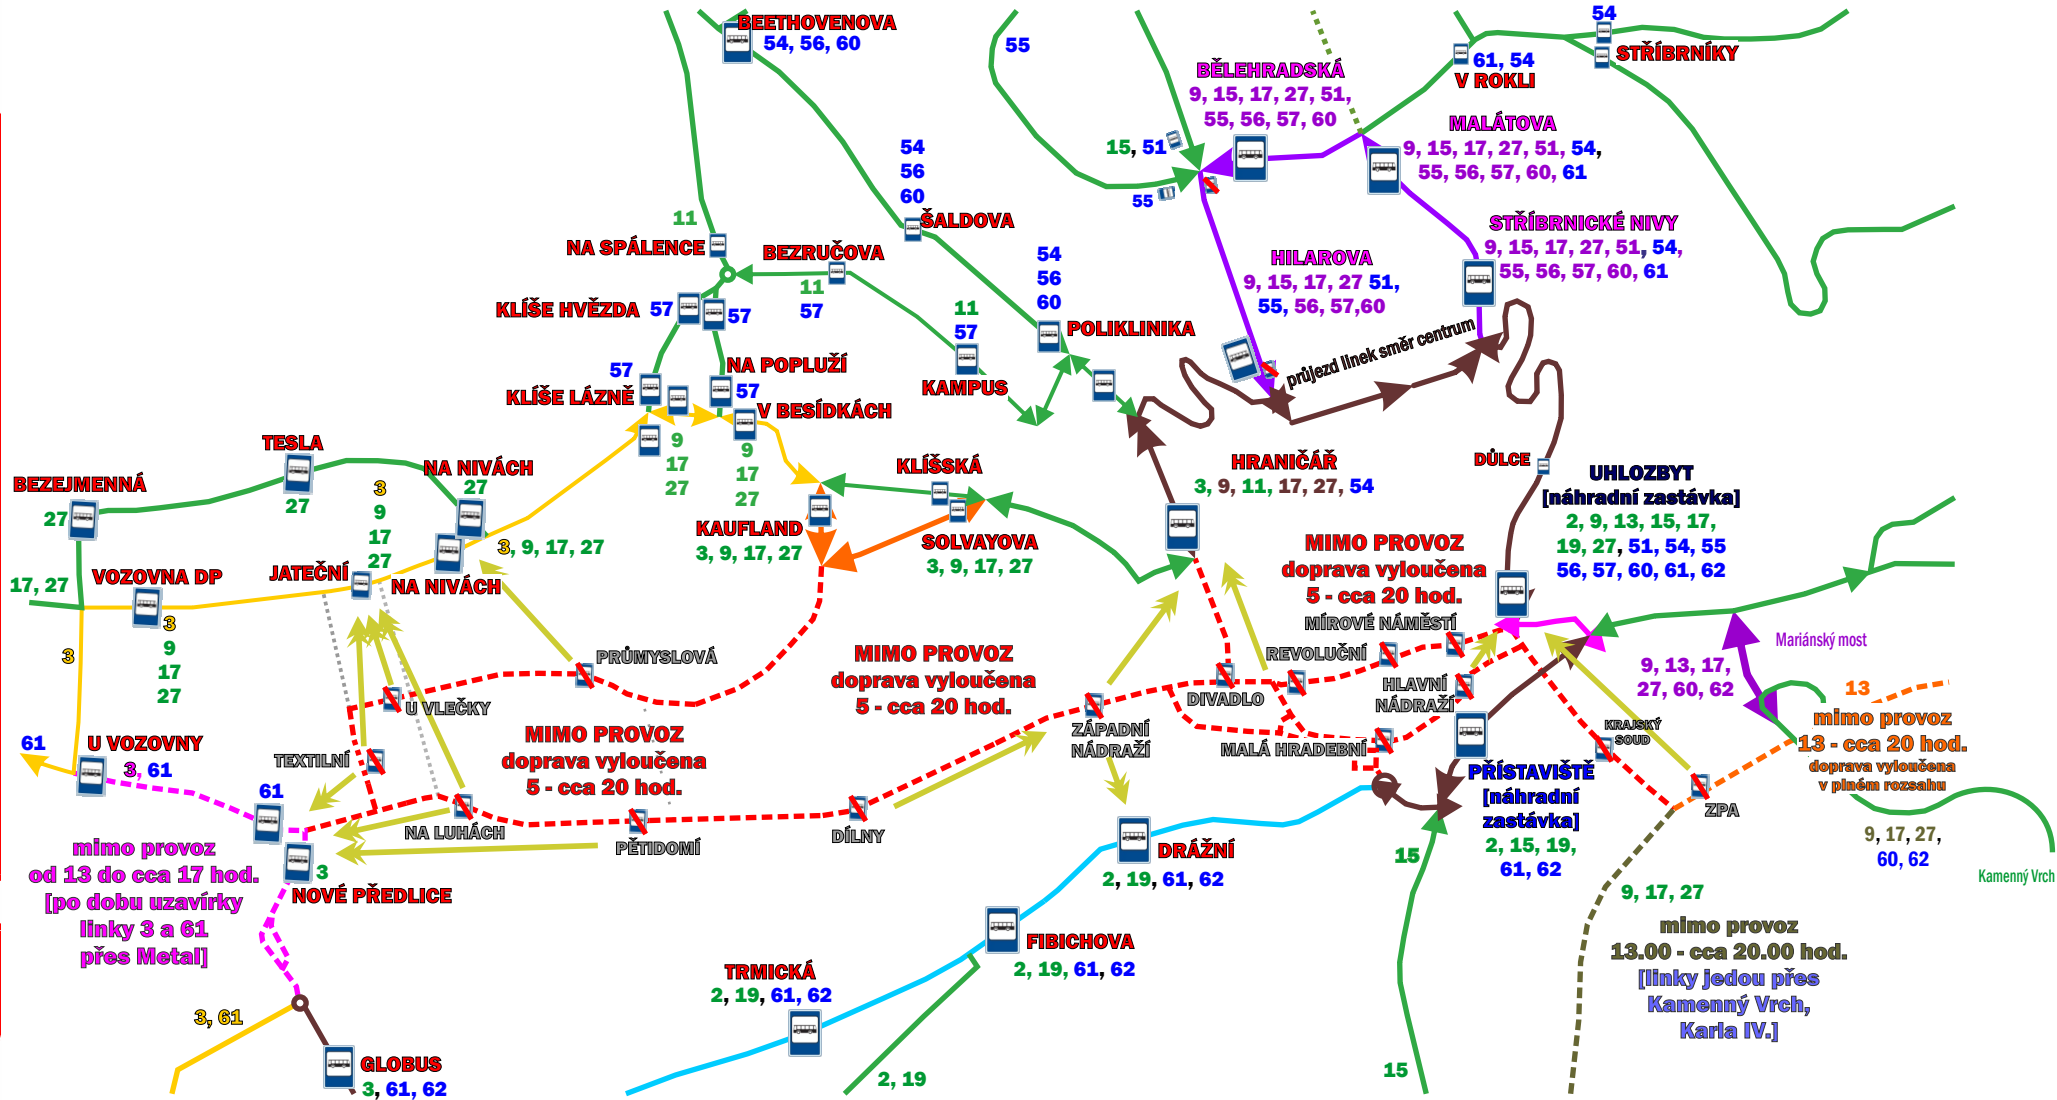 BEETHOVENOVA
54, 56, 60
55
54
STŘÍBRNÍKY
61, 54
V ROKLI
BĚLEHRADSKÁ
9, 15, 17, 27, 51,
55, 56, 57, 60
MALÁTOVA
9, 15, 17, 27, 51, 54,
55, 56, 57, 60, 61
15, 51
55
54
56
60
ŠALDOVA
11
NA SPÁLENCE
BEZRUČOVA
11
57
STŘÍBRNICKÉ NIVY
9, 15, 17, 27, 51, 54,
55, 56, 57, 60, 61
HILAROVA
9, 15, 17, 27 51,
55, 56, 57,60
54
56
60
POLIKLINIKA
KLÍŠE HVĚZDA
57
57
11
57
KAMPUS
průjezd linek směr centrum
NA POPLUŽÍ
57
57
KLÍŠE LÁZNĚ
V BESÍDKÁCH
9
17
27
9
17
27
TESLA
27
NA NIVÁCH
27
BEZEJMENNÁ
27
3
9
17
27
KLÍŠSKÁ
HRANIČÁŘ
3, 9, 11, 17, 27, 54
DŮLCE
UHLOZBYT
[náhradní zastávka]
2, 9, 13, 15, 17,
19, 27, 51, 54, 55
56, 57, 60, 61, 62
KAUFLAND
3, 9, 17, 27
SOLVAYOVA
3, 9, 17, 27
3, 9, 17, 27
NA NIVÁCH
JATEČNÍ
VOZOVNA DP
17, 27
3
9
17
27
3
MIMO PROVOZ
doprava vyloučena
5 - cca 20 hod.
MÍROVÉ NÁMĚSTÍ
REVOLUČNÍ
HLAVNÍ
NÁDRAŽÍ
DIVADLO
MALÁ HRADEBNÍ
MIMO PROVOZ
doprava vyloučena
5 - cca 20 hod.
PRŮMYSLOVÁ
U VLEČKY
ZÁPADNÍ
NÁDRAŽÍ
MIMO PROVOZ
doprava vyloučena
5 - cca 20 hod.
TEXTILNÍ
NA LUHÁCH
PĚTIDOMÍ
DÍLNY
Mariánský most
9, 13, 17,
27, 60, 62
13
mimo provoz
13 - cca 20 hod.
doprava vyloučena
v plném rozsahu
KRAJSKÝ
SOUD
ZPA
61
U VOZOVNY
3, 61
61
3
NOVÉ PŘEDLICE
mimo provoz
od 13 do cca 17 hod.
[po dobu uzavírky
linky 3 a 61
přes Metal]
PŘÍSTAVIŠTĚ
[náhradní
zastávka]
2, 15, 19,
61, 62
15
DRÁŽNÍ
2, 19, 61, 62
9, 17, 27,
60, 62
Kamenný Vrch
9, 17, 27
mimo provoz
13.00 - cca 20.00 hod.
[linky jedou přes
Kamenný Vrch,
Karla IV.]
FIBICHOVA
2, 19, 61, 62
TRMICKÁ
2, 19, 61, 62
3, 61
GLOBUS
3, 61, 62
2, 19
15